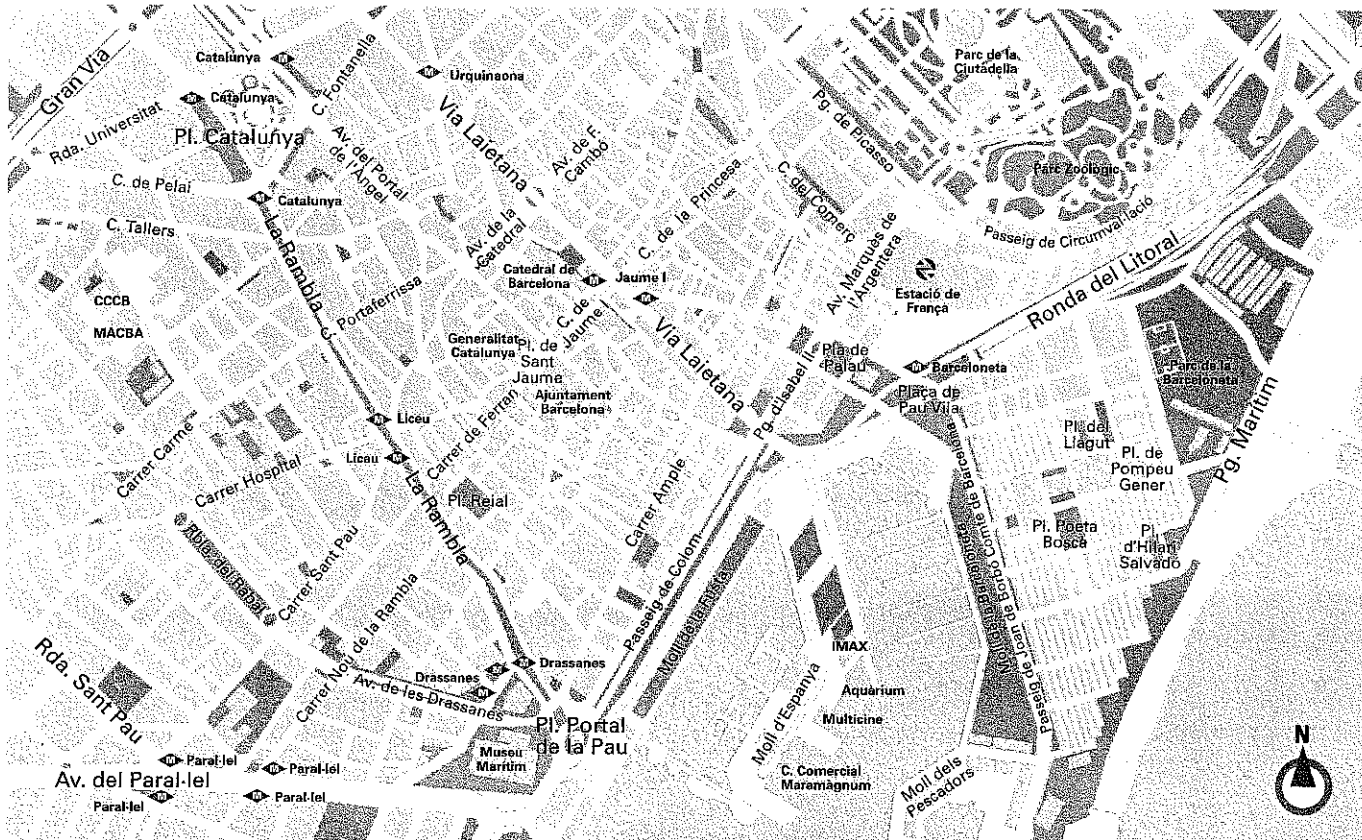 Catalunya
Urquinaona
Gran Via
C. Fontanella
Parc de la
Ciutadella
Catalunya
Rda. Universitat
Pl. Catalunya
Via Laietana
Pg. de Picasso
Av. del Portal
de l'Àngel
Av. de F.
Cambó
Parc Zoològic
C. de Pelai
Catalunya
C. de la Princesa
C. del Comerç
C. Tallers
La Rambla
Av. de la
Catedral
Av. Marquès de
l'Argentera
Passeig de Circumval·lació
Catedral de
Barcelona
Jaume I
Estació de
França
Ronda del Litoral
CCCB
MACBA
C. Portaferrissa
C. de
Jaume
Generalitat
Catalunya
Pl. de
Sant
Jaume
Via Laietana
Pla de
Palau
Barceloneta
Parc de la
Barceloneta
Ajuntament
Barcelona
Pg. d'Isabel II
Plaça de
Pau Vila
Pg. Marítim
Liceu
Carrer de Ferran
Carrer Carme
Pl. del
Llagut
Liceu
Carrer Hospital
Pl. de
Pompeu
Gener
La Rambla
Pl. Reial
Carrer Ample
Rbla. del Raval
Carrer Sant Pau
Pl. Poeta
Boscà
Pl.
d'Hilari
Salvadó
Passeig de Colom
Moll de la Fusta
Moll de la Barceloneta
Passeig de Joan de Borbó Comte de Barcelona
Carrer Nou de la Rambla
IMAX
Rda. Sant Pau
Drassanes
Drassanes
Av. de les Drassanes
Aquàrium
Moll d'Espanya
Multicine
Pl. Portal
de la Pau
Museu
Marítim
N
Paral·lel
Paral·lel
Av. del Paral·lel
Paral·lel
Paral·lel
C. Comercial
Maramàgnum
Moll dels
Pescadors